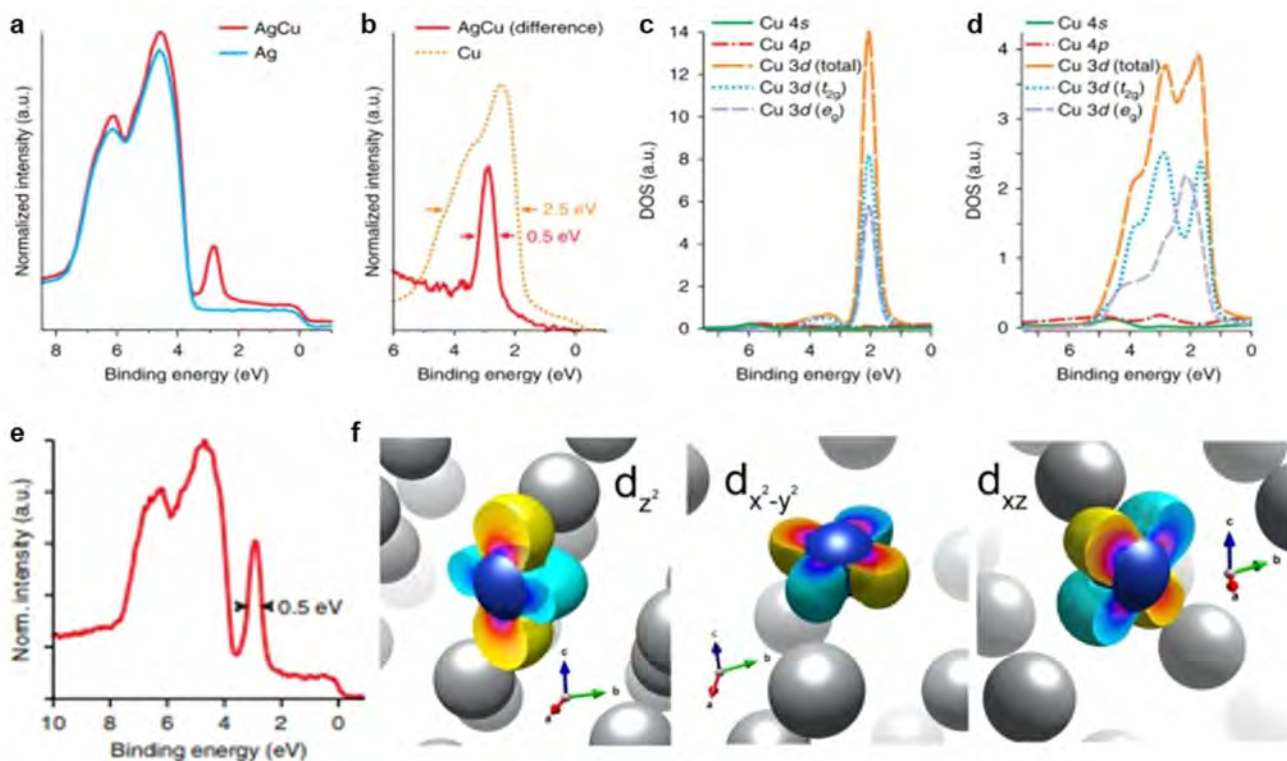 a
AgCu
Ag
Normalized intensity (a.u.)
8 6 4 2 0
Binding energy (eV)
b
AgCu (difference)
Cu
2.5 eV
0.5 eV
Normalized intensity (a.u.)
6 4 2 0
Binding energy (eV)
c
Cu 4s
Cu 4p
Cu 3d (total)
Cu 3d (t2g)
Cu 3d (eg)
DOS (a.u.)
14
12
10
8
6
4
2
0
6 4 2 0
Binding energy (eV)
d
Cu 4s
Cu 4p
Cu 3d (total)
Cu 3d (t2g)
Cu 3d (eg)
DOS (a.u.)
4
3
2
1
0
6 4 2 0
Binding energy (eV)
e
0.5 eV
Norm. intensity (a.u.)
10 8 6 4 2 0
Binding energy (eV)
f
dz2
c
b
a
dx2-y2
c
b
a
dxz
c
b
a